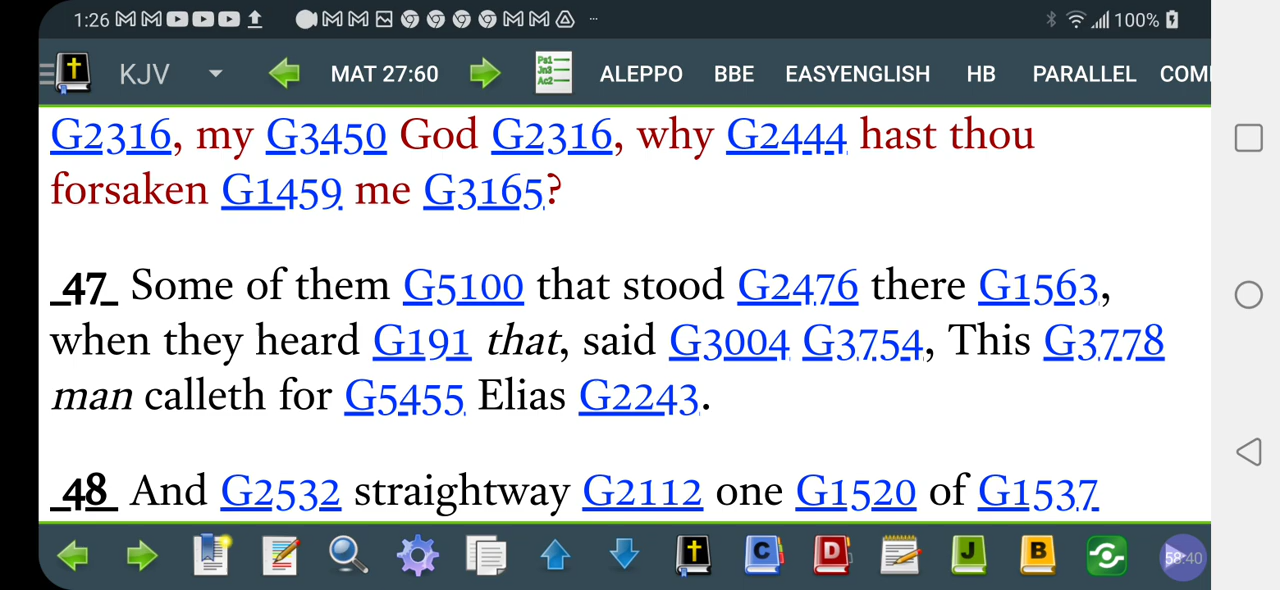 1:26 100%
KJV MAT 27:60 ALEPPO BBE EASYENGLISH HB PARALLEL COM
G2316, my G3450 God G2316, why G2444 hast thou
forsaken G1459 me G3165?
47 Some of them G5100 that stood G2476 there G1563,
when they heard G191 that, said G3004 G3754, This G3778
man calleth for G5455 Elias G2243.
48 And G2532 straightway G2112 one G1520 of G1537
C D J B 58:40